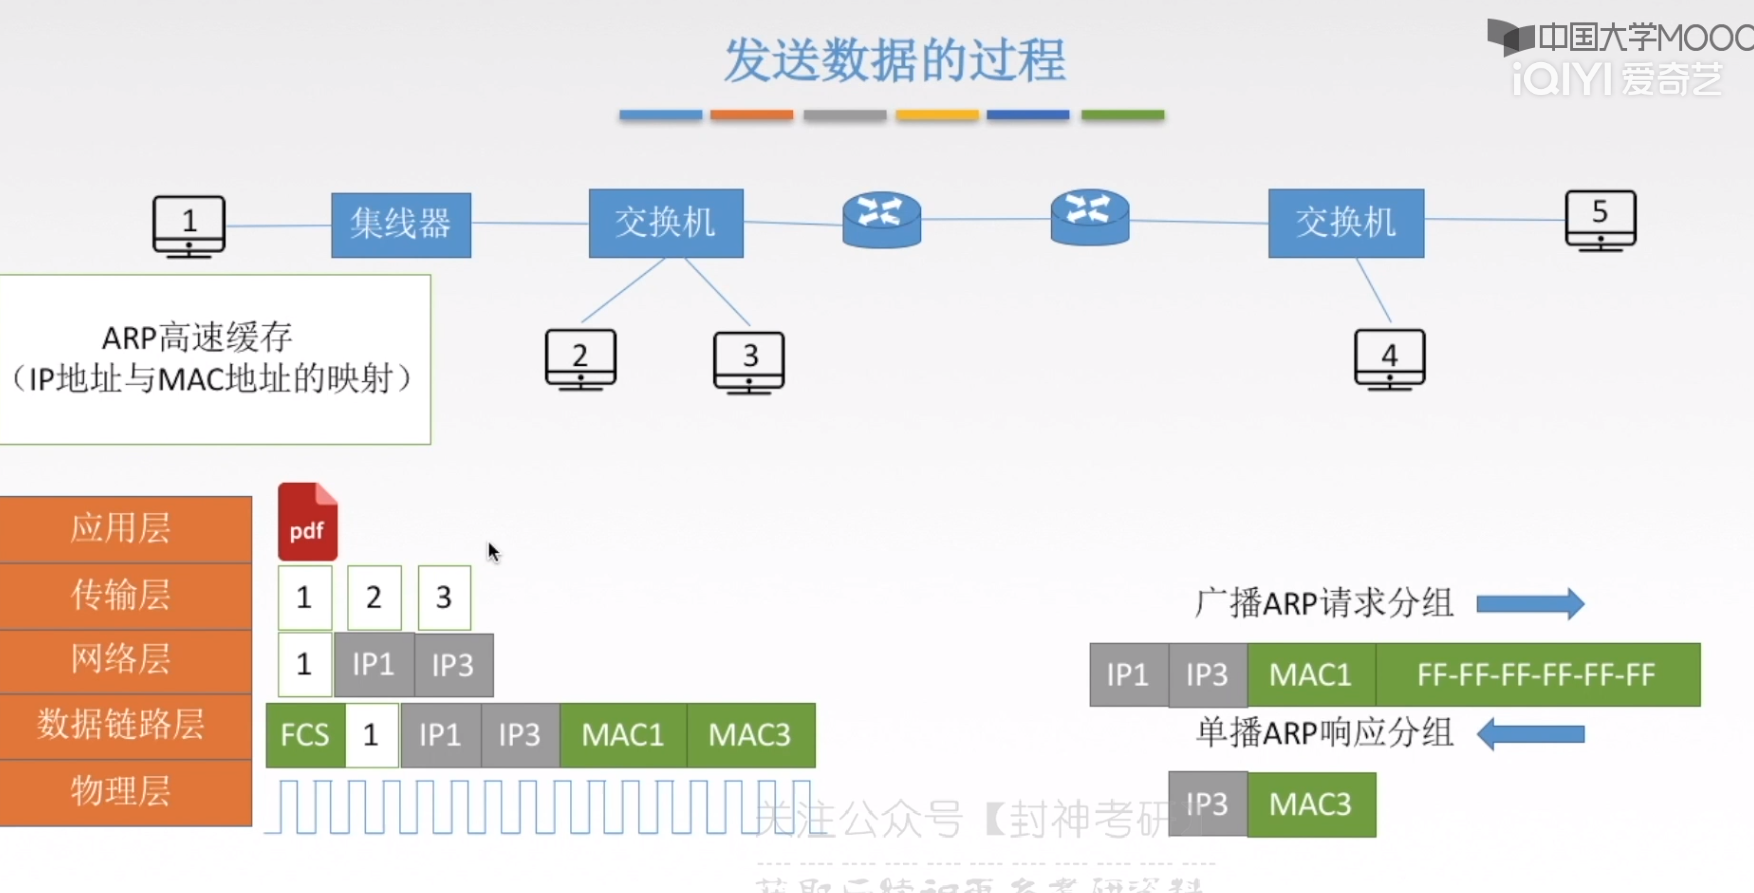 发送数据的过程
中国大学MOOC
iQIYI 爱奇艺
1
集线器
交换机
交换机
5
2
3
4
ARP高速缓存
（IP地址与MAC地址的映射）
应用层
pdf
传输层
1 2 3
网络层
1 IP1 IP3
数据链路层
FCS 1 IP1 IP3 MAC1 MAC3
物理层
广播ARP请求分组
IP1 IP3 MAC1 FF-FF-FF-FF-FF-FF
单播ARP响应分组
IP3 MAC3
关注公众号【封神考研】